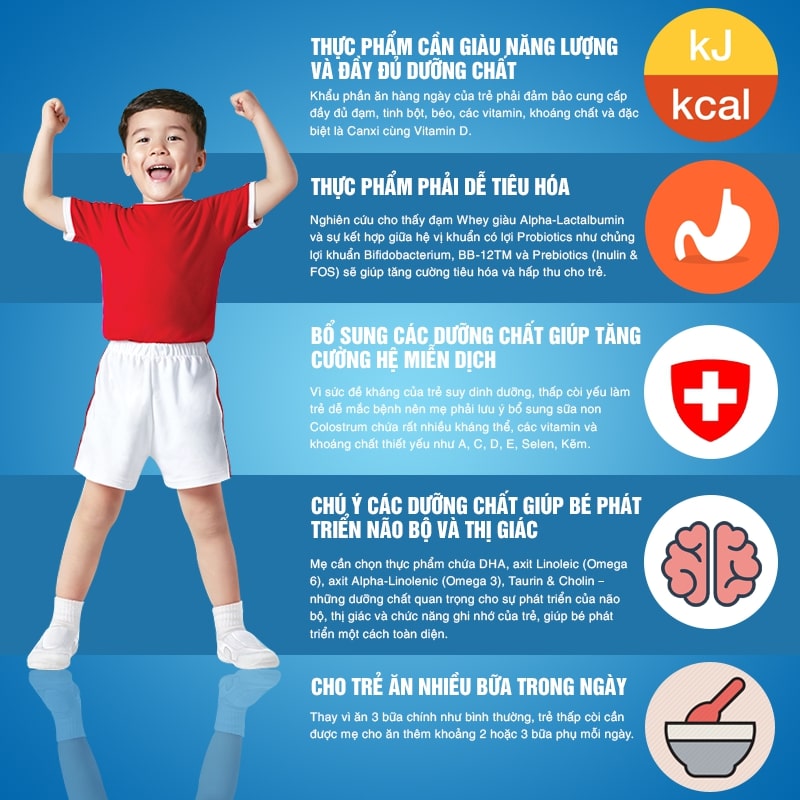 THỰC PHẨM CẦN GIÀU NĂNG LƯỢNG
VÀ ĐẦY ĐỦ DƯỠNG CHẤT
Khẩu phần ăn hàng ngày của trẻ phải đảm bảo cung cấp
đầy đủ đạm, tinh bột, béo, các vitamin, khoáng chất và đặc
biệt là Canxi cùng Vitamin D.
kJ
kcal
THỰC PHẨM PHẢI DỄ TIÊU HÓA
Nghiên cứu cho thấy đạm Whey giàu Alpha-Lactalbumin
và sự kết hợp giữa hệ vị khuẩn có lợi Probiotics như chủng
lợi khuẩn Bifidobacterium, BB-12TM và Prebiotics (Inulin &
FOS) sẽ giúp tăng cường tiêu hóa và hấp thu cho trẻ.
BỔ SUNG CÁC DƯỠNG CHẤT GIÚP TĂNG
CƯỜNG HỆ MIỄN DỊCH
Vì sức đề kháng của trẻ suy dinh dưỡng, thấp còi yếu làm
trẻ dễ mắc bệnh nên mẹ phải lưu ý bổ sung sữa non
Colostrum chứa rất nhiều kháng thể, các vitamin và
khoáng chất thiết yếu như A, C, D, E, Selen, Kẽm.
CHÚ Ý CÁC DƯỠNG CHẤT GIÚP BÉ PHÁT
TRIỂN NÃO BỘ VÀ THỊ GIÁC
Mẹ cần chọn thực phẩm chứa DHA, axit Linoleic (Omega
6), axit Alpha-Linolenic (Omega 3), Taurin & Cholin –
những dưỡng chất quan trọng cho sự phát triển của não
bộ, thị giác và chức năng ghi nhớ của trẻ, giúp bé phát
triển một cách toàn diện.
CHO TRẺ ĂN NHIỀU BỮA TRONG NGÀY
Thay vì ăn 3 bữa chính như bình thường, trẻ thấp còi cần
được mẹ cho ăn thêm khoảng 2 hoặc 3 bữa phụ mỗi ngày.